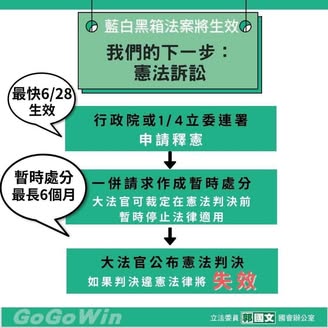 藍白黑箱法案將生效
我們的下一步：
憲法訴訟
最快6/28
生效
行政院或1/4立委連署
申請釋憲
暫時處分
最長6個月
一併請求作成暫時處分
大法官可裁定在憲法判決前
暫時停止法律適用
大法官公布憲法判決
如果判決違憲法律將 失效
GoGoWin
立法委員 郭國文 國會辦公室